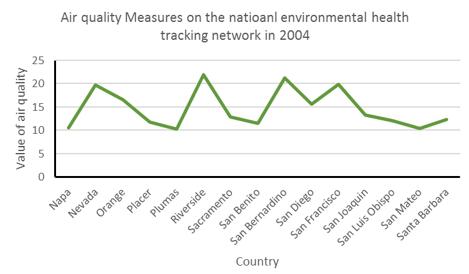 Air quality Measures on the natioanl environmental health
tracking network in 2004
Value of air quality
25
20
15
10
5
0
Napa
Nevada
Orange
Placer
Plumas
Riverside
Sacramento
San Benito
San Bernardino
San Diego
San Francisco
San Joaquin
San Luis Obispo
San Mateo
Santa Barbara
Country